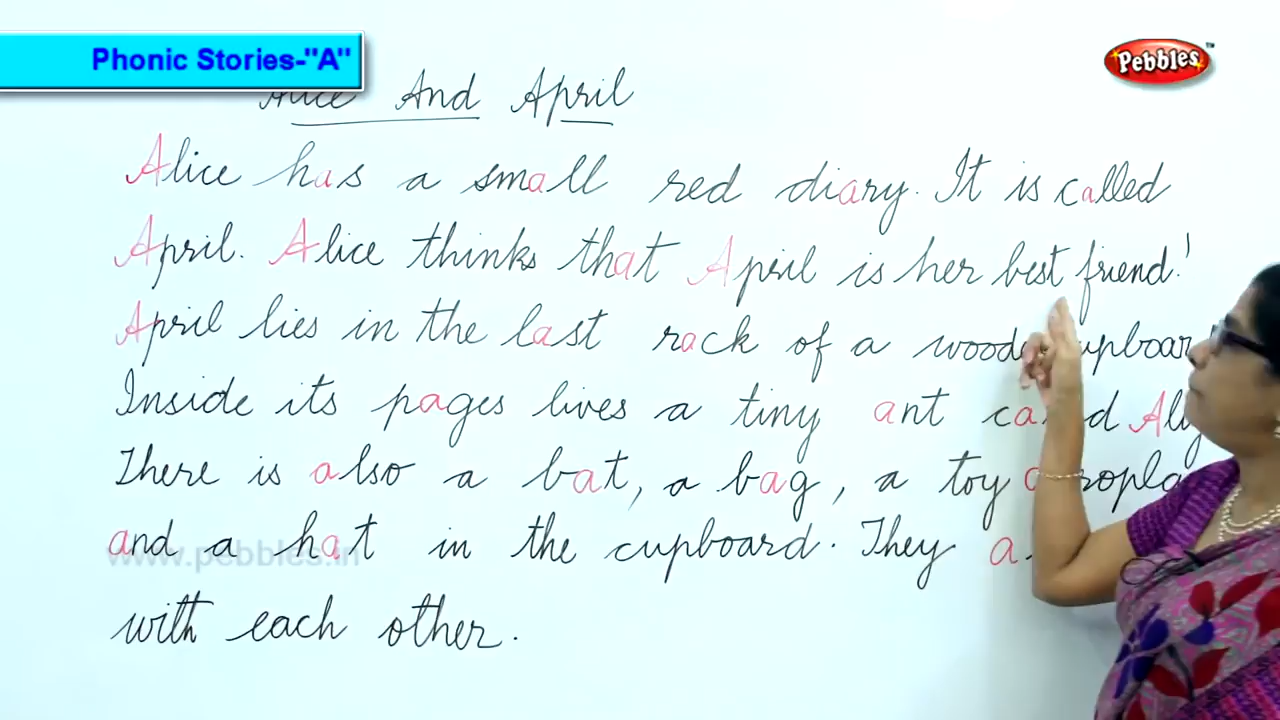 Phonic Stories-"A"
Pebbles™
Alice And April
Alice has a small red diary. It is called
April. Alice thinks that April is her best friend!
April lies in the last rack of a
Inside its pages lives a tiny ant
There is also a bat, a bag, a toy
and a hat in the cupboard. They
www.pebbles.in
with each other.